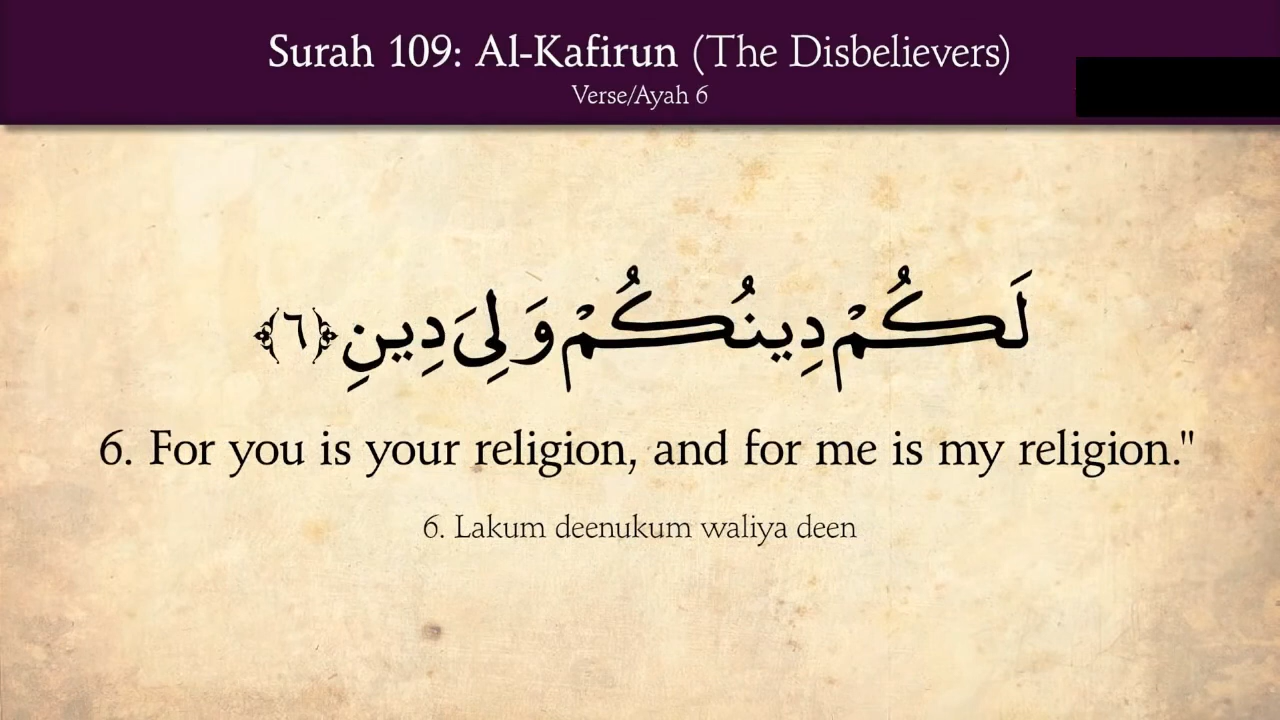 Surah 109: Al-Kafirun (The Disbelievers)
Verse/Ayah 6
لَكُمْ دِينُكُمْ وَلِىَ دِينِ ﴿٦﴾
6. For you is your religion, and for me is my religion."
6. Lakum deenukum waliya deen